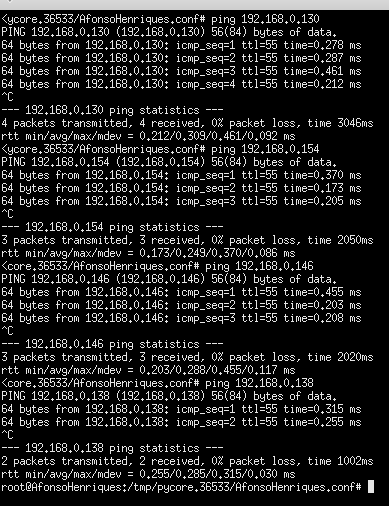 <ycore.36533/AfonsoHenriques.conf# ping 192.168.0.130
PING 192.168.0.130 (192.168.0.130) 56(84) bytes of data.
64 bytes from 192.168.0.130: icmp_seq=1 ttl=55 time=0.278 ms
64 bytes from 192.168.0.130: icmp_seq=2 ttl=55 time=0.287 ms
64 bytes from 192.168.0.130: icmp_seq=3 ttl=55 time=0.461 ms
64 bytes from 192.168.0.130: icmp_seq=4 ttl=55 time=0.212 ms
^C
--- 192.168.0.130 ping statistics ---
4 packets transmitted, 4 received, 0% packet loss, time 3046ms
rtt min/avg/max/mdev = 0.212/0.309/0.461/0.092 ms
<ycore.36533/AfonsoHenriques.conf# ping 192.168.0.154
PING 192.168.0.154 (192.168.0.154) 56(84) bytes of data.
64 bytes from 192.168.0.154: icmp_seq=1 ttl=55 time=0.370 ms
64 bytes from 192.168.0.154: icmp_seq=2 ttl=55 time=0.173 ms
64 bytes from 192.168.0.154: icmp_seq=3 ttl=55 time=0.205 ms
^C
--- 192.168.0.154 ping statistics ---
3 packets transmitted, 3 received, 0% packet loss, time 2050ms
rtt min/avg/max/mdev = 0.173/0.249/0.370/0.086 ms
<core.36533/AfonsoHenriques.conf# ping 192.168.0.146
PING 192.168.0.146 (192.168.0.146) 56(84) bytes of data.
64 bytes from 192.168.0.146: icmp_seq=1 ttl=55 time=0.455 ms
64 bytes from 192.168.0.146: icmp_seq=2 ttl=55 time=0.203 ms
64 bytes from 192.168.0.146: icmp_seq=3 ttl=55 time=0.208 ms
^C
--- 192.168.0.146 ping statistics ---
3 packets transmitted, 3 received, 0% packet loss, time 2020ms
rtt min/avg/max/mdev = 0.203/0.288/0.455/0.117 ms
<core.36533/AfonsoHenriques.conf# ping 192.168.0.138
PING 192.168.0.138 (192.168.0.138) 56(84) bytes of data.
64 bytes from 192.168.0.138: icmp_seq=1 ttl=55 time=0.315 ms
64 bytes from 192.168.0.138: icmp_seq=2 ttl=55 time=0.255 ms
^C
--- 192.168.0.138 ping statistics ---
2 packets transmitted, 2 received, 0% packet loss, time 1002ms
rtt min/avg/max/mdev = 0.255/0.285/0.315/0.030 ms
root@AfonsoHenriques:/tmp/pycore.36533/AfonsoHenriques.conf#